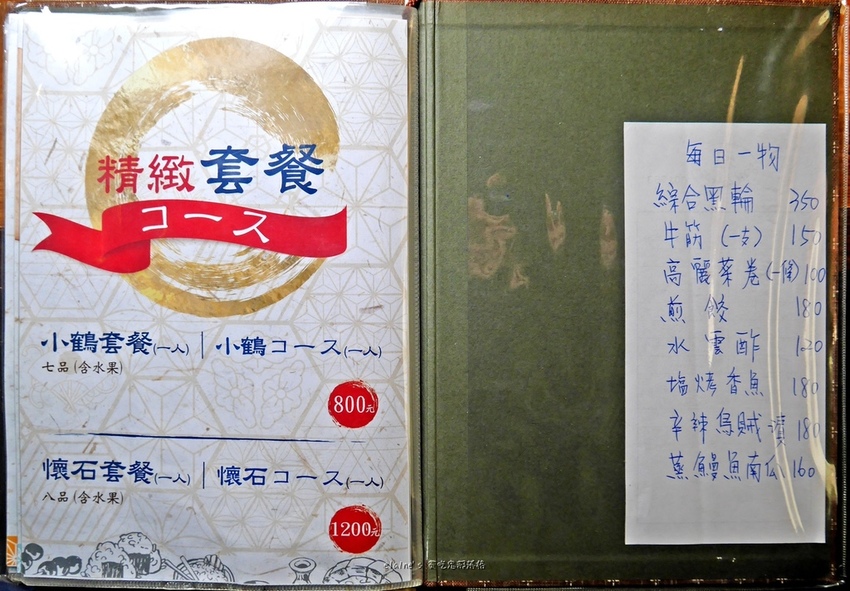 精緻套餐
コース
小鶴套餐(一人)｜小鶴コース(一人)
七品(含水果)
800元
懷石套餐(一人)｜懷石コース(一人)
八品(含水果)
1200元
每日一物
綜合黑輪 350
牛筋(一支) 150
高麗菜卷(一個) 100
煎餃 180
水雲酢 120
塩烤香魚 180
辛辣烏賊漬 180
蒸鰻魚南瓜 160
elaine's